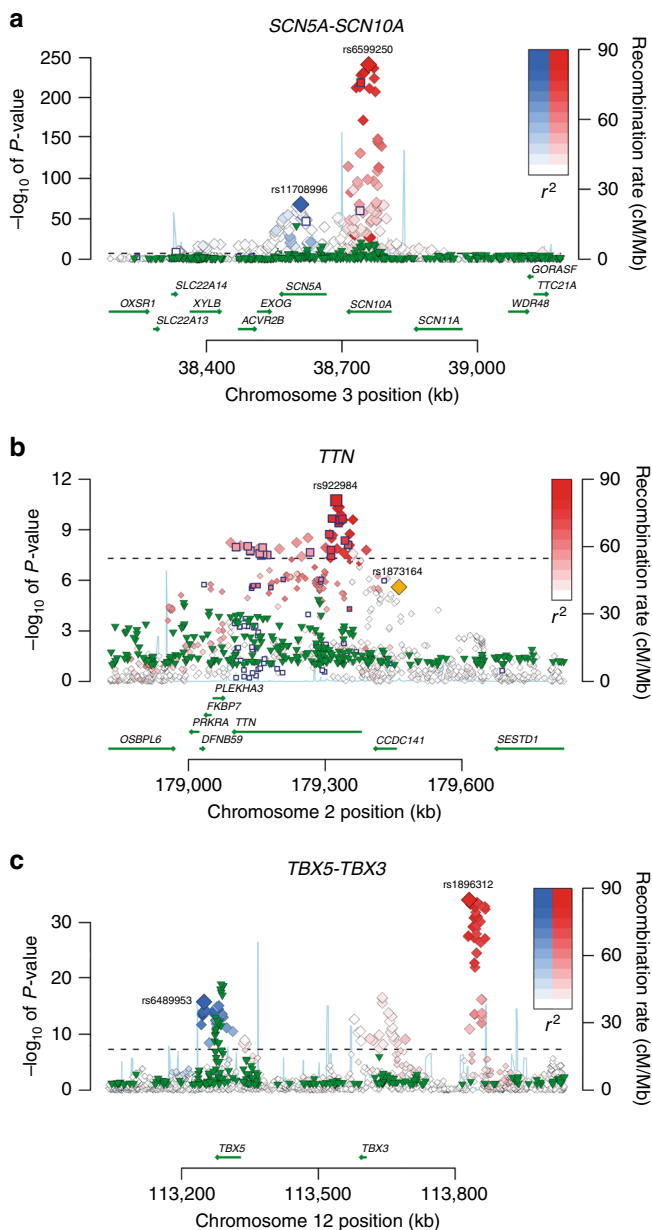 a
SCN5A-SCN10A
rs6599250
rs11708996
250
200
150
100
50
0
–log10 of P-value
90
60
30
0
Recombination rate (cM/Mb)
r2
GORASF
SLC22A14
SCN5A
TTC21A
OXSR1
XYLB
EXOG
SCN10A
WDR48
SLC22A13
ACVR2B
SCN11A
38,400
38,700
39,000
Chromosome 3 position (kb)
b
TTN
rs922984
rs1873164
12
9
6
3
0
–log10 of P-value
90
60
30
0
Recombination rate (cM/Mb)
r2
PLEKHA3
FKBP7
PRKRA
TTN
OSBPL6
DFNB59
CCDC141
SESTD1
179,000
179,300
179,600
Chromosome 2 position (kb)
c
TBX5-TBX3
rs1896312
rs6489953
30
20
10
0
–log10 of P-value
90
60
30
0
Recombination rate (cM/Mb)
r2
TBX5
TBX3
113,200
113,500
113,800
Chromosome 12 position (kb)